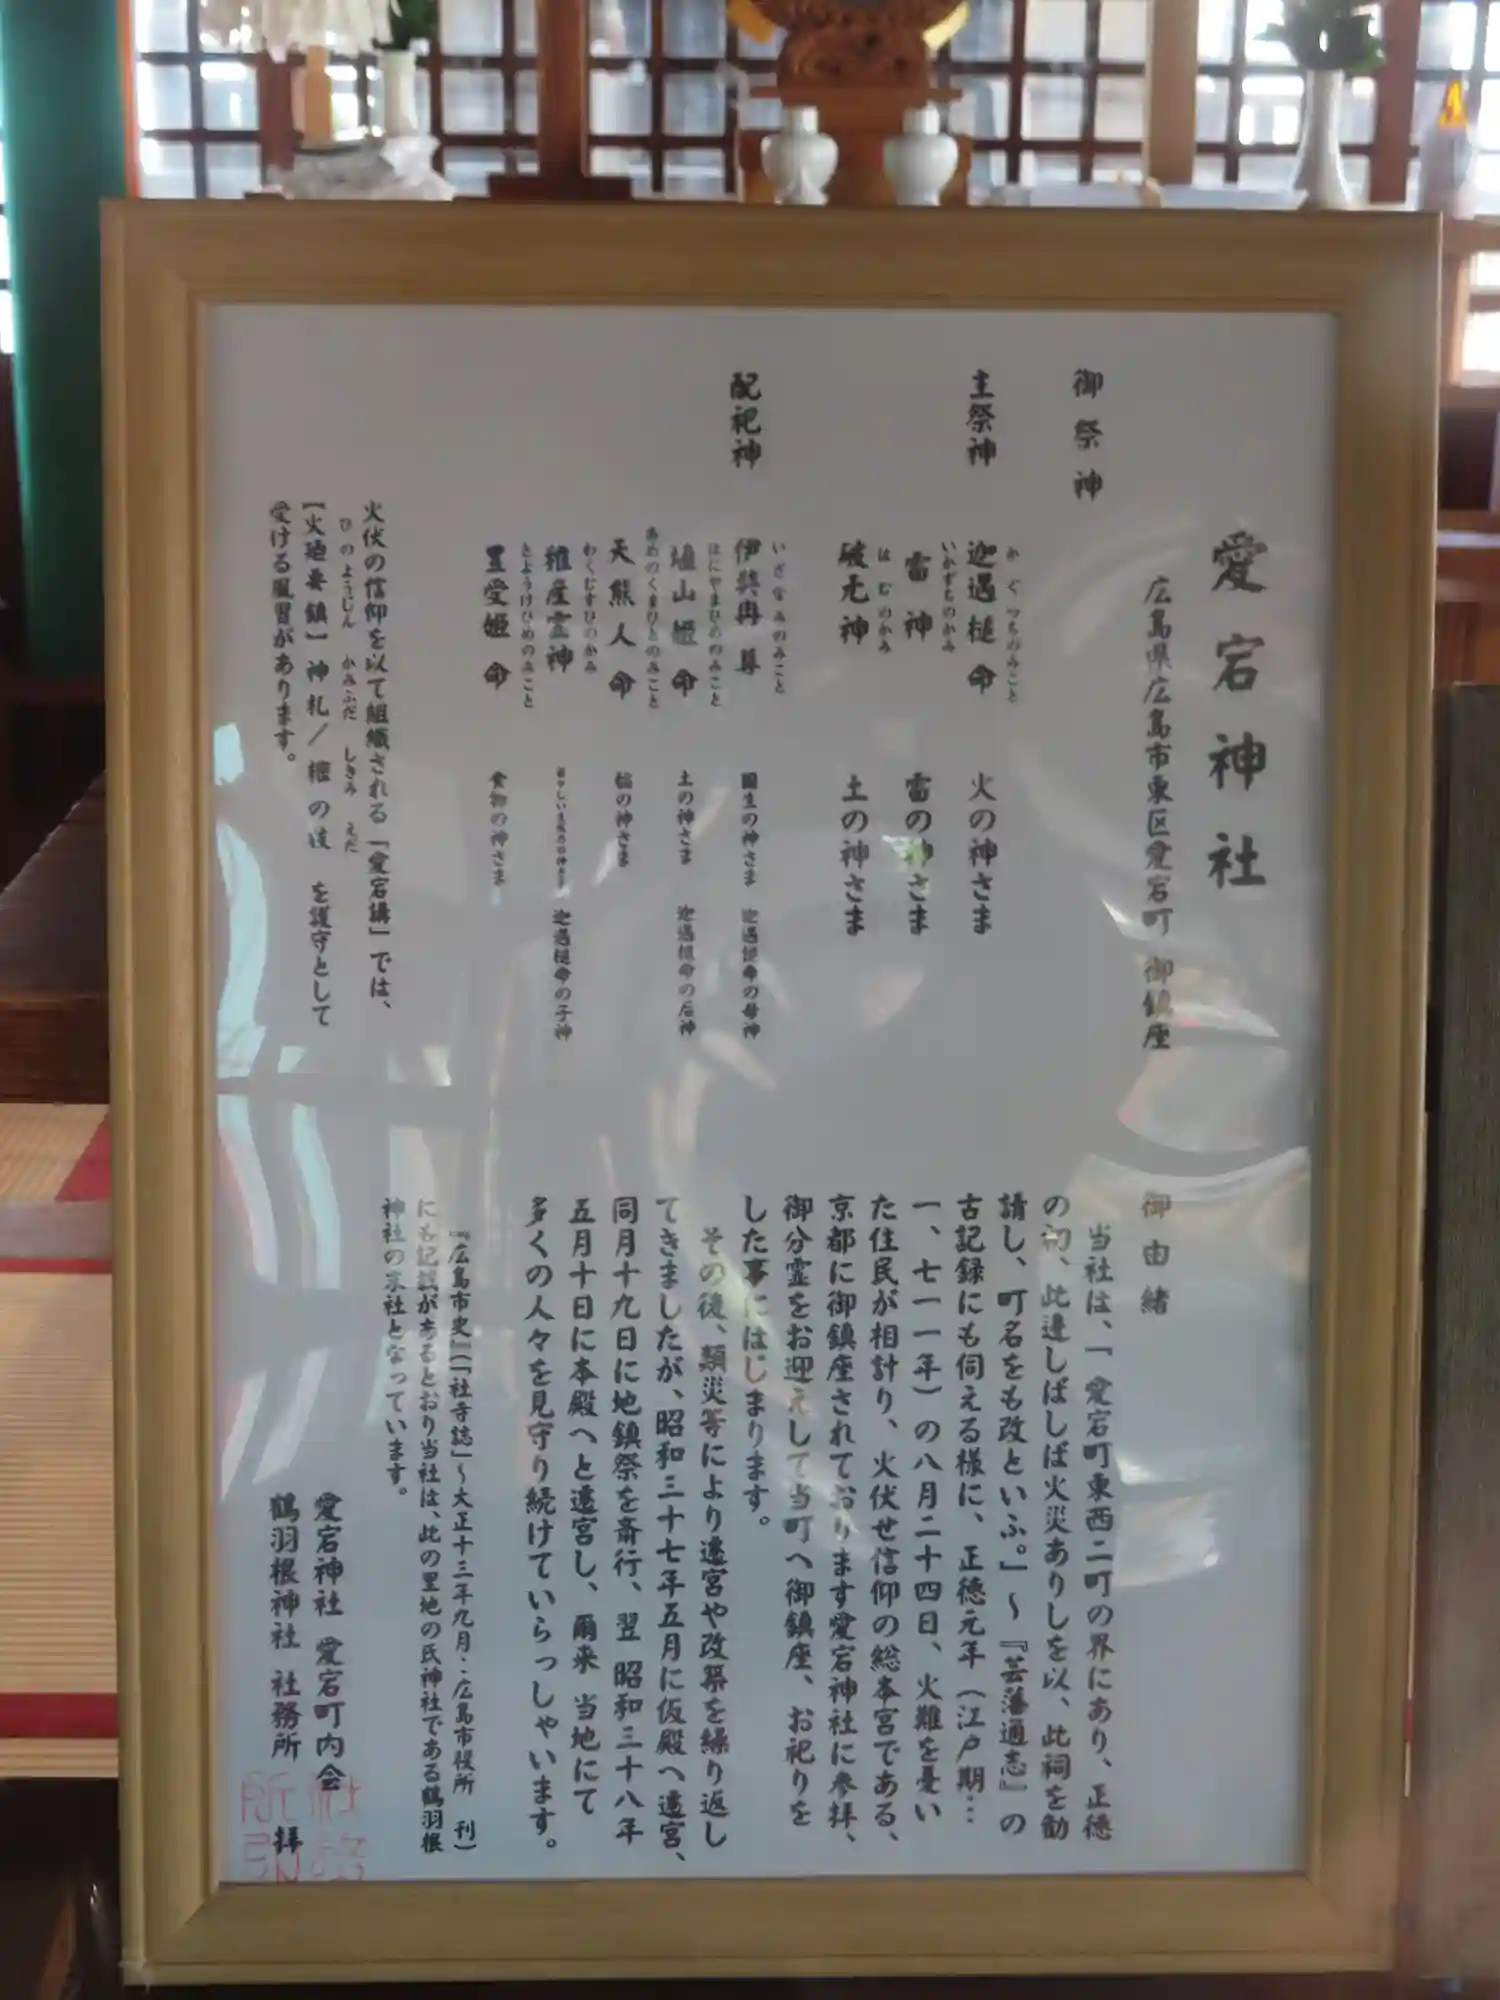 愛宕神社
広島県広島市東区愛宕町 御鎮座
御祭神
主祭神
かぐつちのみこと
迦遇槌命 火の神さま
いかずちのかみ
雷神 雷の神さま
はむのかみ
破无神 土の神さま
配祀神
いざなみのみこと
伊弉冉尊 国生の神さま 迦遇槌命の母神
はにやまひめのみこと
埴山姫命 土の神さま 迦遇槌命の后神
あめのくまひとのみこと
天熊人命 稲の神さま
わくむすひのかみ
稚産霊神 迦遇槌命の子神
とようけひめのみこと
豊受姫命 食物の神さま
火伏の信仰を以て組織される「愛宕講」では、
ひのようじん かみふだ しきみ えだ
【火廼要鎮】神札／樒の枝 を護守として
受ける風習があります。
御由緒
当社は、「愛宕町東西二町の界にあり、正徳
の初、此邊しばしば火災ありしを以、此祠を勧
請し、町名をも改といふ。」～『芸藩通志』の
古記録にも伺える様に、正徳元年（江戸期…
一、七一一年）の八月二十四日、火難を憂い
た住民が相計り、火伏せ信仰の総本宮である、
京都に御鎮座されております愛宕神社に参拝、
御分霊をお迎えして当町へ御鎮座、お祀りを
した事にはじまります。
その後、類災等により遷宮や改築を繰り返し
てきましたが、昭和三十七年五月に仮殿へ遷宮、
同月十九日に地鎮祭を斎行、翌 昭和三十八年
五月十日に本殿へと遷宮し、爾来 当地にて
多くの人々を見守り続けていらっしゃいます。
『広島市史』（「社寺誌」～大正十三年九月：広島市役所 刊）
にも記載があるとおり当社は、此の里地の氏神社である鶴羽根
神社の末社となっています。
愛宕神社 愛宕町内会
鶴羽根神社 社務所 拝